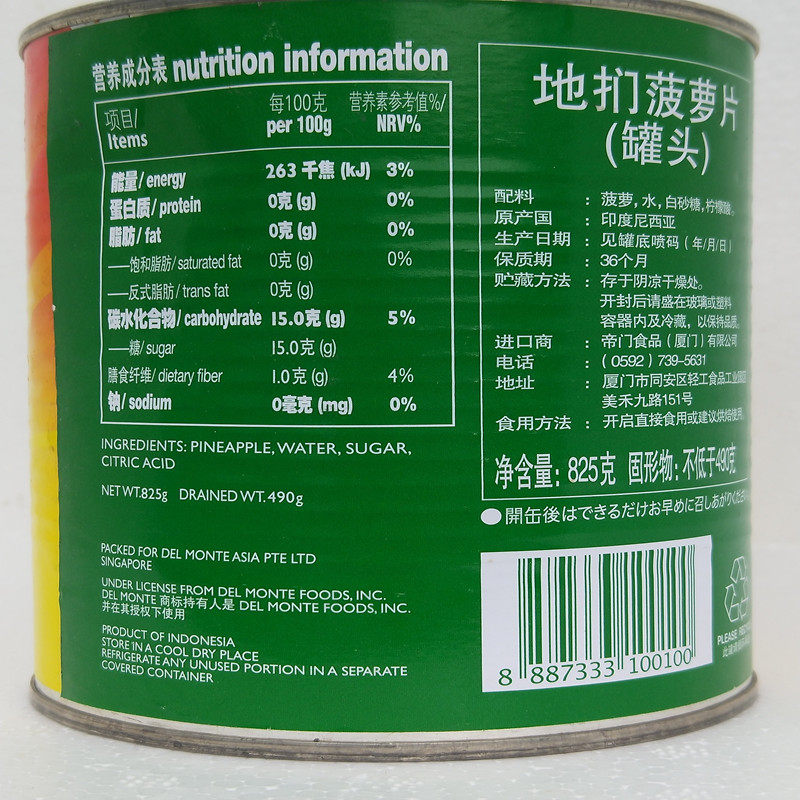 营养成分表 nutrition information
项目/ 每100克 营养素参考值%/
Items per 100g NRV%
能量/energy 263 千焦 (kJ) 3%
蛋白质/protein 0克 (g) 0%
脂肪/fat 0克 (g) 0%
——饱和脂肪/saturated fat 0克 (g) 0%
——反式脂肪/trans fat 0克 (g)
碳水化合物/carbohydrate 15.0克 (g) 5%
——糖/sugar 15.0克 (g)
膳食纤维/dietary fiber 1.0克 (g) 4%
钠/sodium 0毫克 (mg) 0%
INGREDIENTS: PINEAPPLE, WATER, SUGAR,
CITRIC ACID
NET WT.825g DRAINED WT. 490g
PACKED FOR DEL MONTE ASIA PTE LTD
SINGAPORE
UNDER LICENSE FROM DEL MONTE FOODS, INC.
DEL MONTE 商标持有人是 DEL MONTE FOODS, INC.
并在其授权下使用
PRODUCT OF INDONESIA
STORE IN A COOL DRY PLACE
REFRIGERATE ANY UNUSED PORTION IN A SEPARATE
COVERED CONTAINER
地扪菠萝片
(罐头)
配料 : 菠萝, 水, 白砂糖, 柠檬酸。
原产国 : 印度尼西亚
生产日期 : 见罐底喷码 (年/月/日)
保质期 : 36个月
贮藏方法 : 存于阴凉干燥处。
开封后请盛在玻璃或塑料
容器内及冷藏, 以保持品质。
进口商 : 帝门食品 (厦门) 有限公司
电话 : (0592) 739-5631
地址 : 厦门市同安区轻工食品工业园
美禾九路151号
食用方法 : 开启直接食用或建议烘焙使用
净含量: 825克 固形物: 不低于490克
●開缶後はできるだけお早めに召しあがりください
8 887333 100100
PLEASE